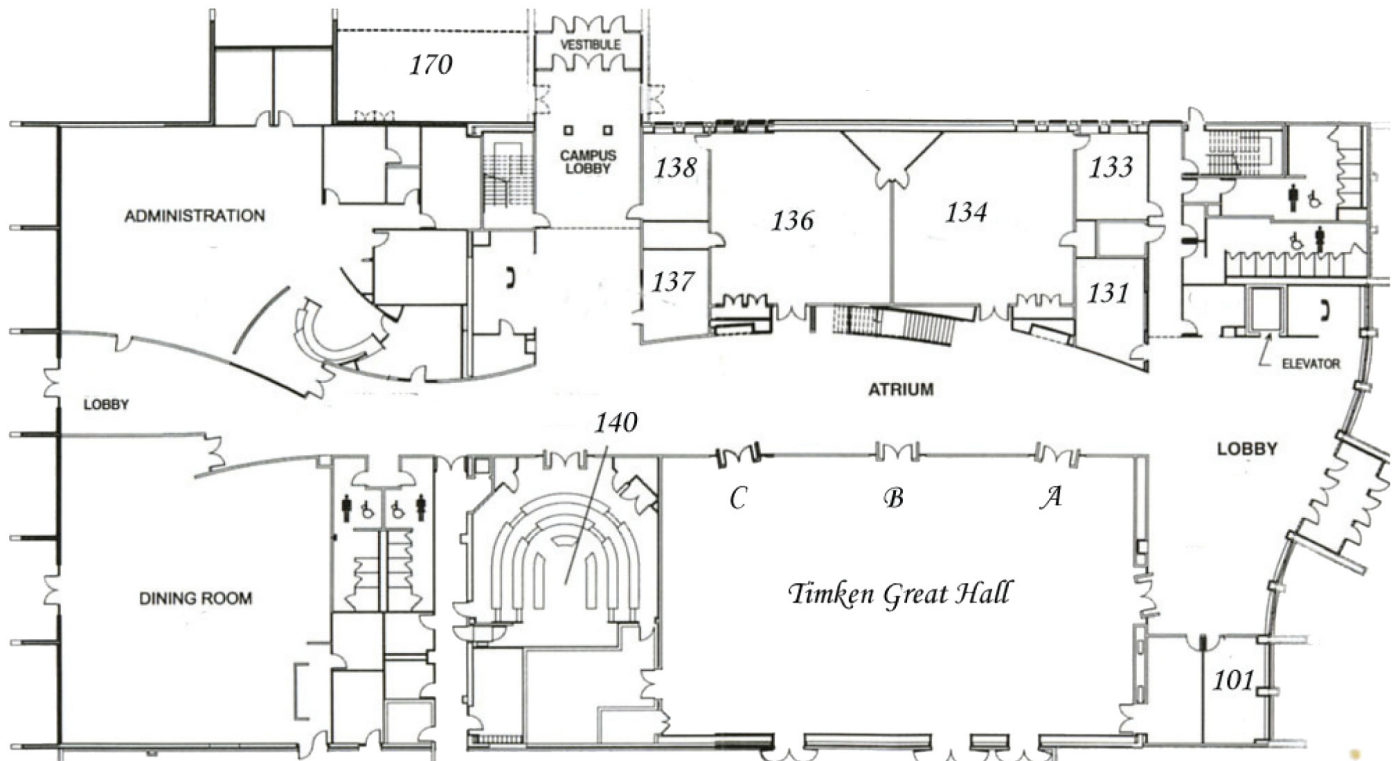 VESTIBULE
170
CAMPUS
LOBBY
138
133
ADMINISTRATION
136
134
137
131
ELEVATOR
ATRIUM
LOBBY
140
LOBBY
C
B
A
DINING ROOM
Timken Great Hall
101